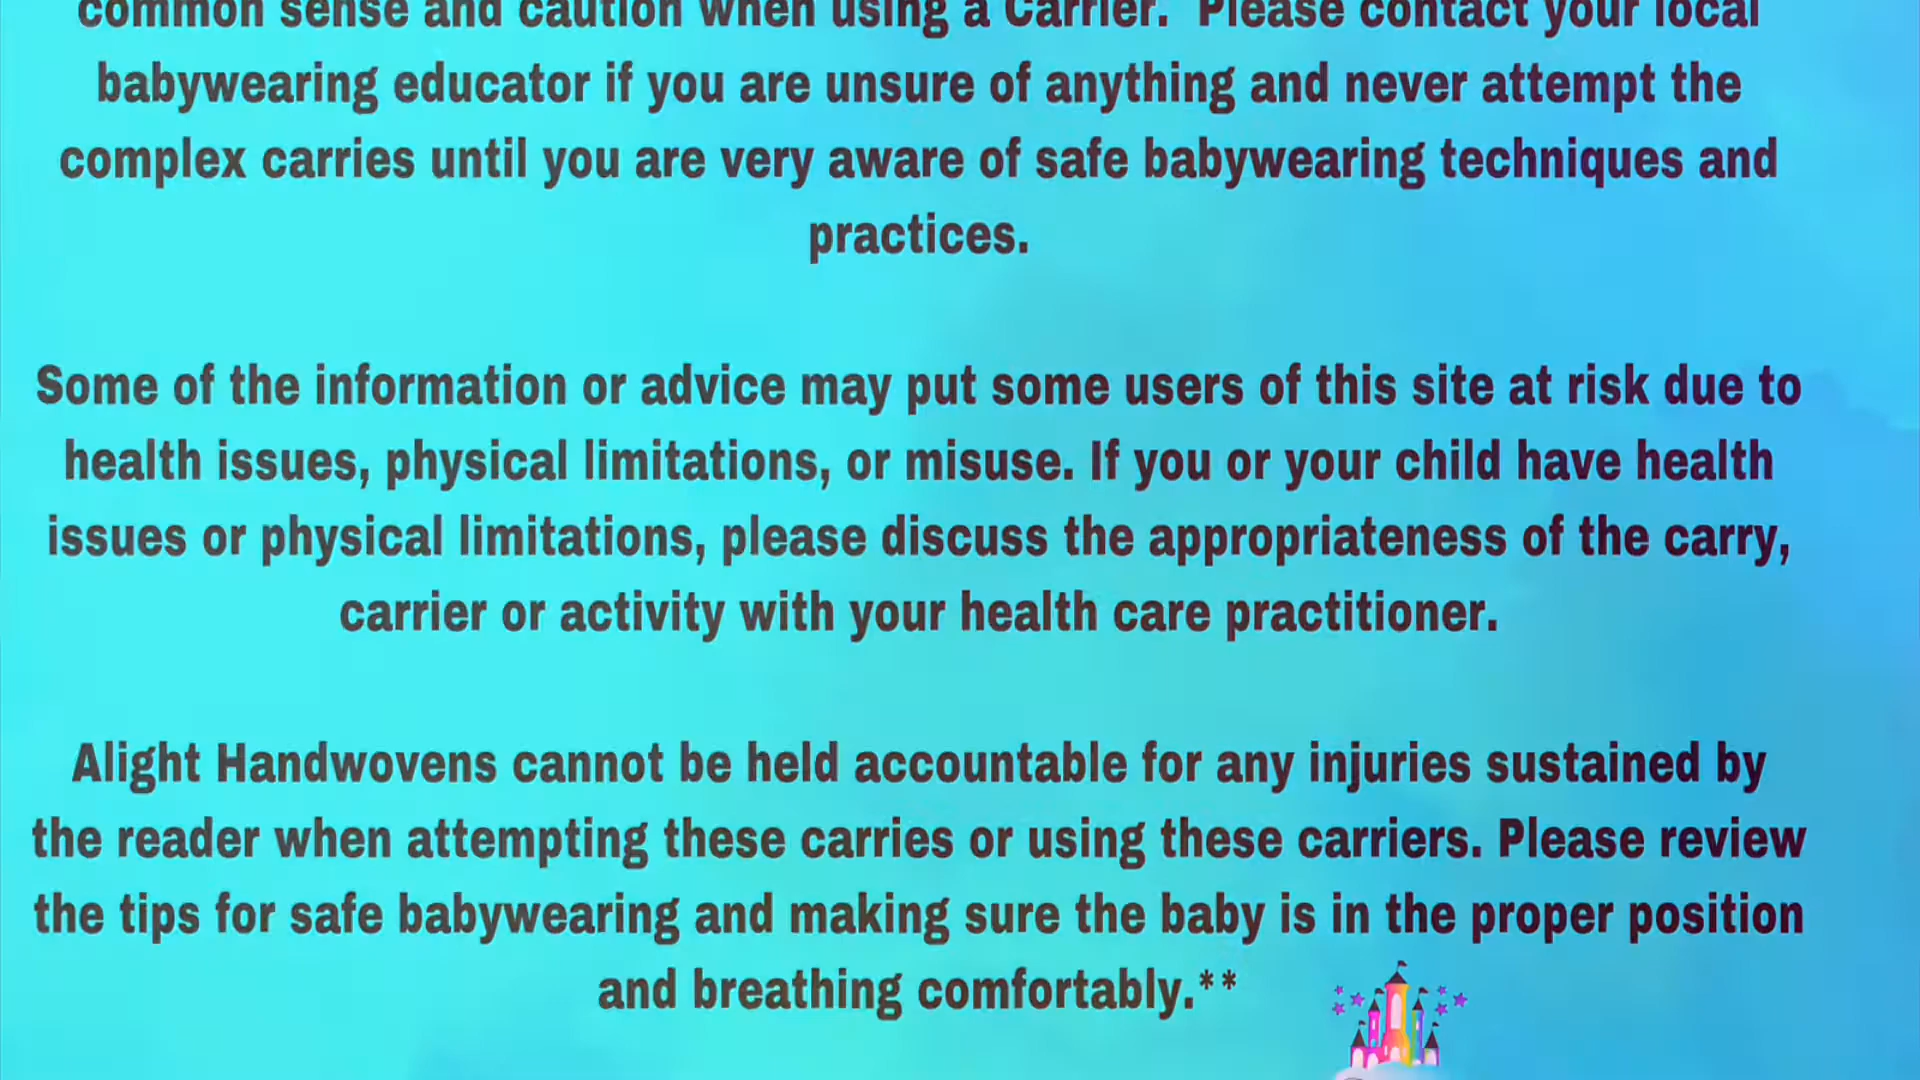 common sense and caution when using a Carrier. Please contact your local
babywearing educator if you are unsure of anything and never attempt the
complex carries until you are very aware of safe babywearing techniques and
practices.
Some of the information or advice may put some users of this site at risk due to
health issues, physical limitations, or misuse. If you or your child have health
issues or physical limitations, please discuss the appropriateness of the carry,
carrier or activity with your health care practitioner.
Alight Handwovens cannot be held accountable for any injuries sustained by
the reader when attempting these carries or using these carriers. Please review
the tips for safe babywearing and making sure the baby is in the proper position
and breathing comfortably.**